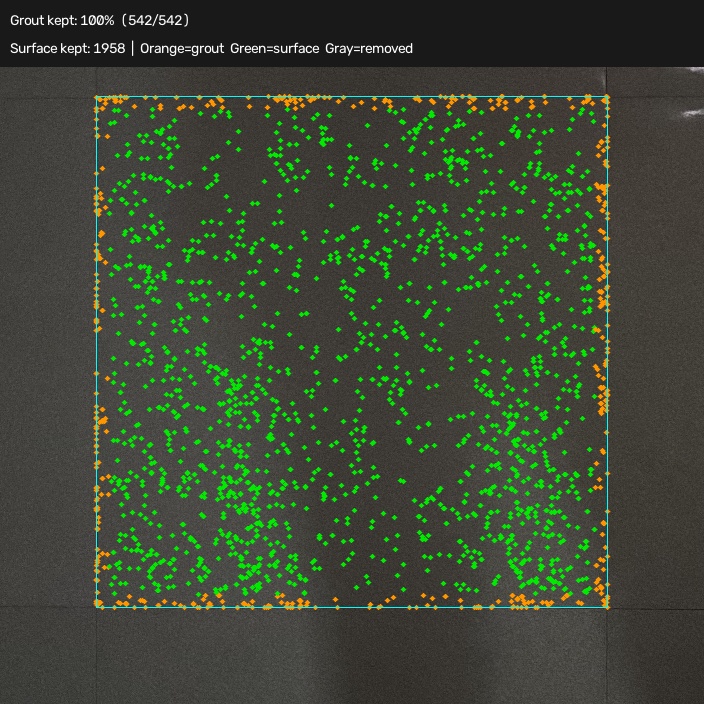 Grout kept: 100% (542/542)
Surface kept: 1958 | Orange=grout Green=surface Gray=removed